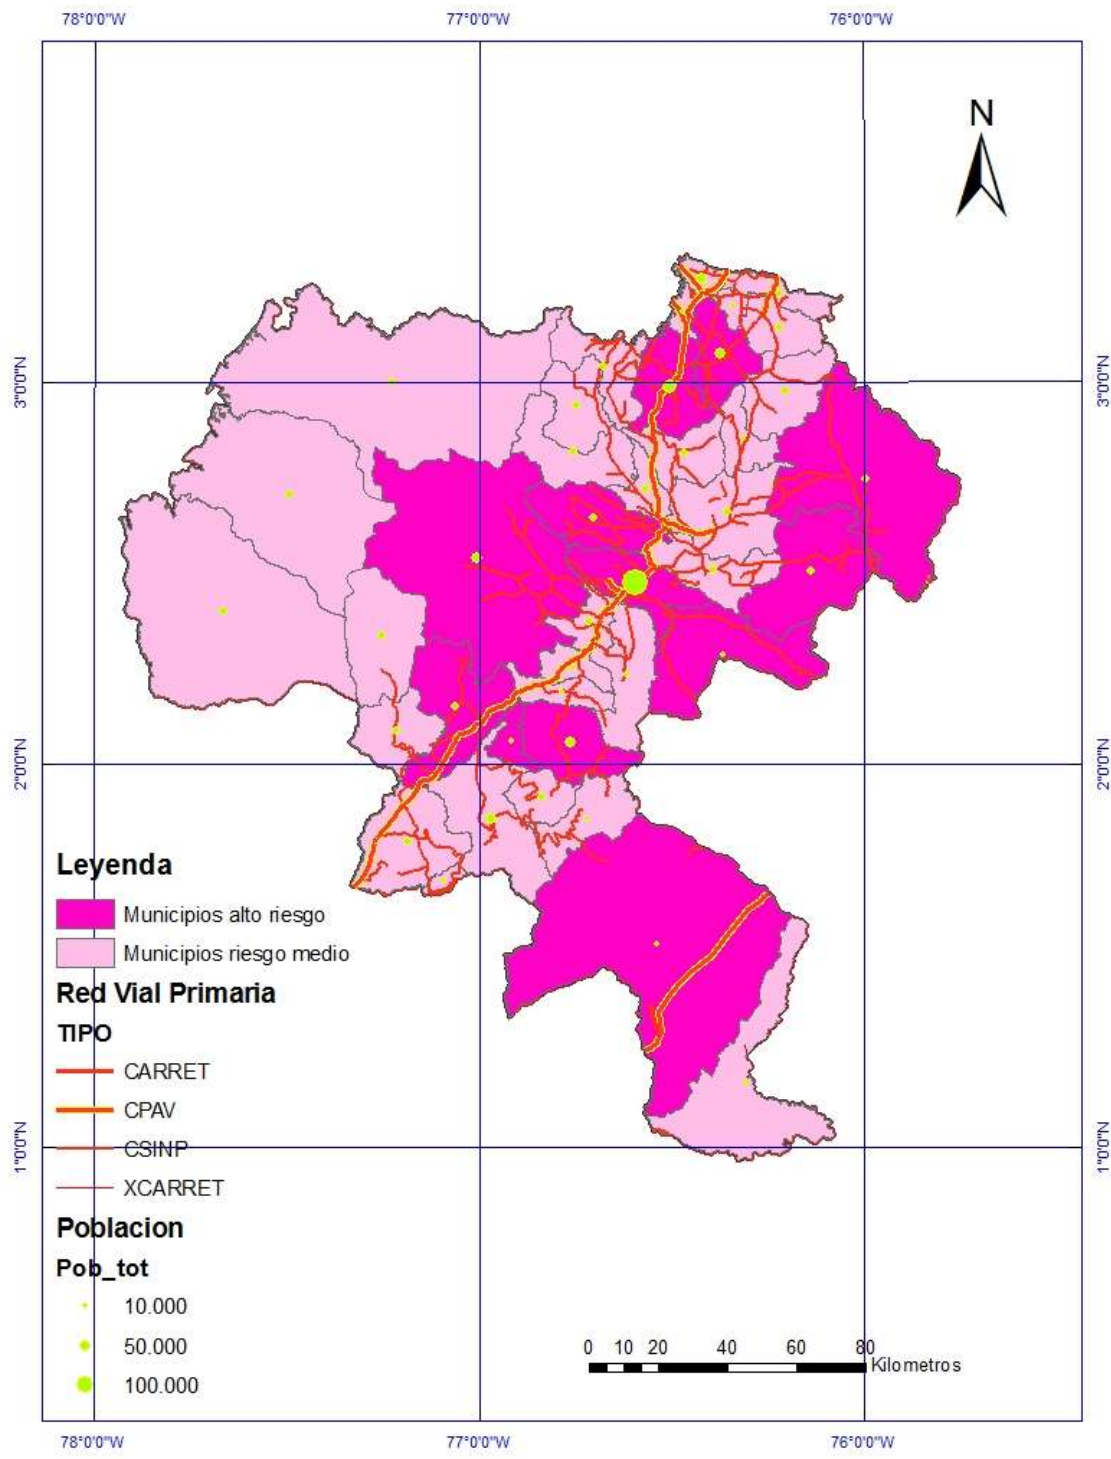 78°0'0"W 77°0'0"W 76°0'0"W
N
3°0'0"N 3°0'0"N
2°0'0"N 2°0'0"N
Leyenda
Municipios alto riesgo
Municipios riesgo medio
Red Vial Primaria
TIPO
CARRET
CPAV
1°0'0"N 1°0'0"N
CSINP
XCARRET
Poblacion
Pob_tot
10.000
50.000
100.000
0 10 20 40 60 80
Kilometros
78°0'0"W 77°0'0"W 76°0'0"W